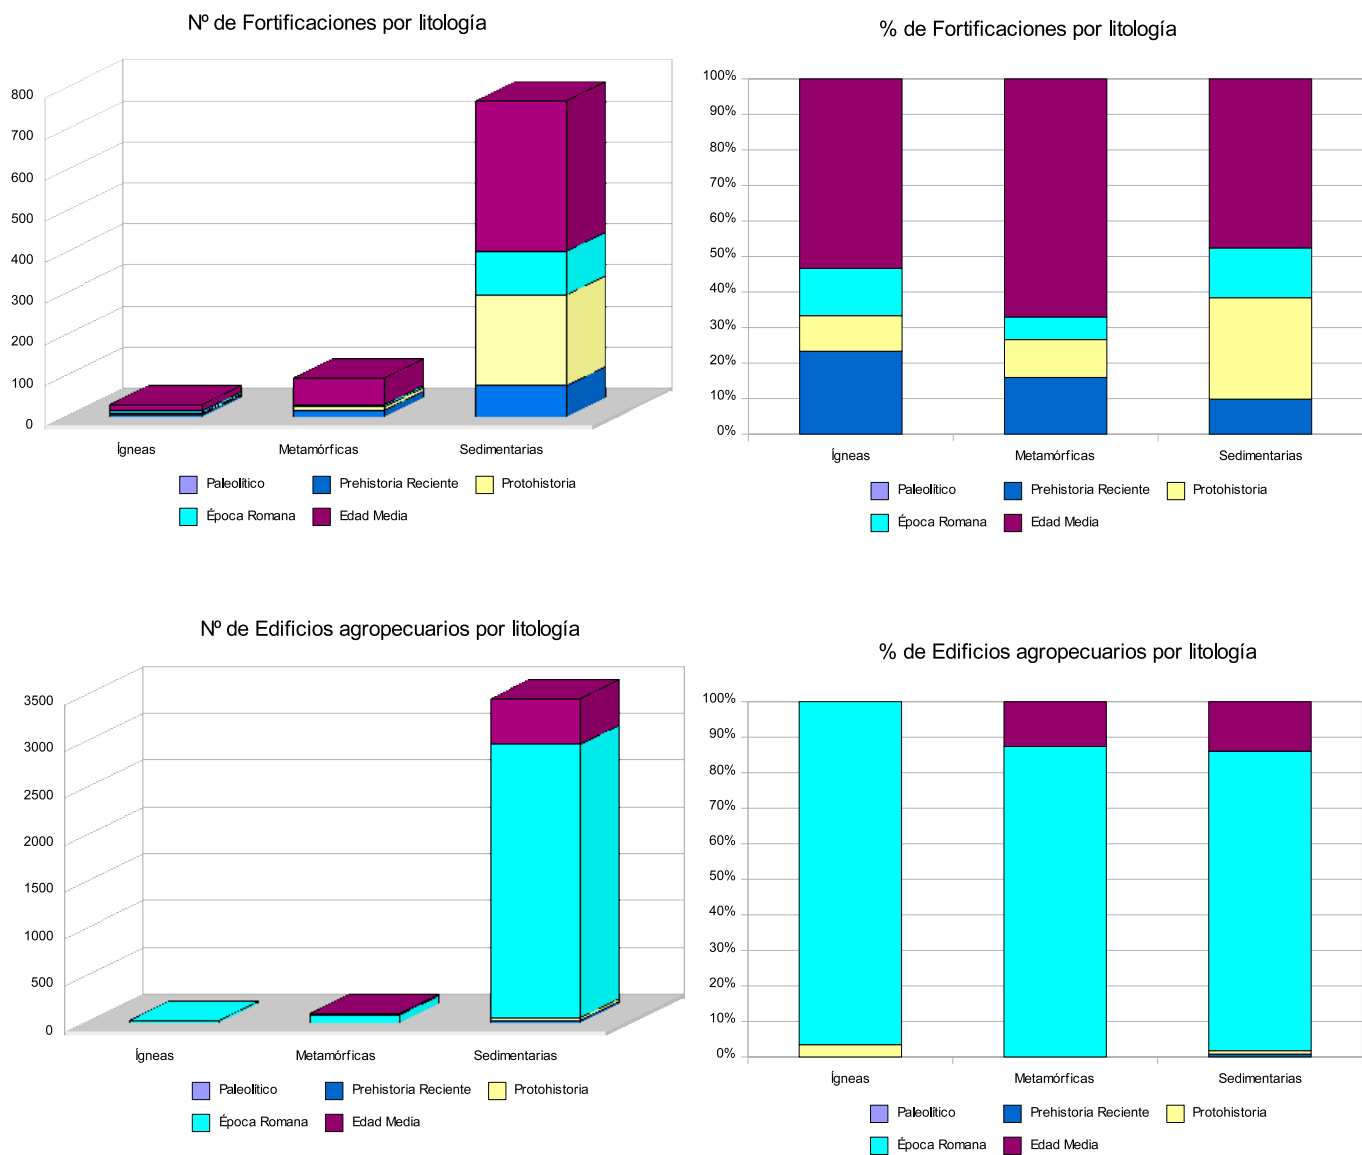 Nº de Fortificaciones por litología
800
700
600
500
400
300
200
100
0
Ígneas Metamórficas Sedimentarias
Paleolítico Prehistoria Reciente Protohistoria
Época Romana Edad Media
% de Fortificaciones por litología
100%
90%
80%
70%
60%
50%
40%
30%
20%
10%
0%
Ígneas Metamórficas Sedimentarias
Paleolítico Prehistoria Reciente Protohistoria
Época Romana Edad Media
Nº de Edificios agropecuarios por litología
3500
3000
2500
2000
1500
1000
500
0
Ígneas Metamórficas Sedimentarias
Paleolítico Prehistoria Reciente Protohistoria
Época Romana Edad Media
% de Edificios agropecuarios por litología
100%
90%
80%
70%
60%
50%
40%
30%
20%
10%
0%
Ígneas Metamórficas Sedimentarias
Paleolítico Prehistoria Reciente Protohistoria
Época Romana Edad Media